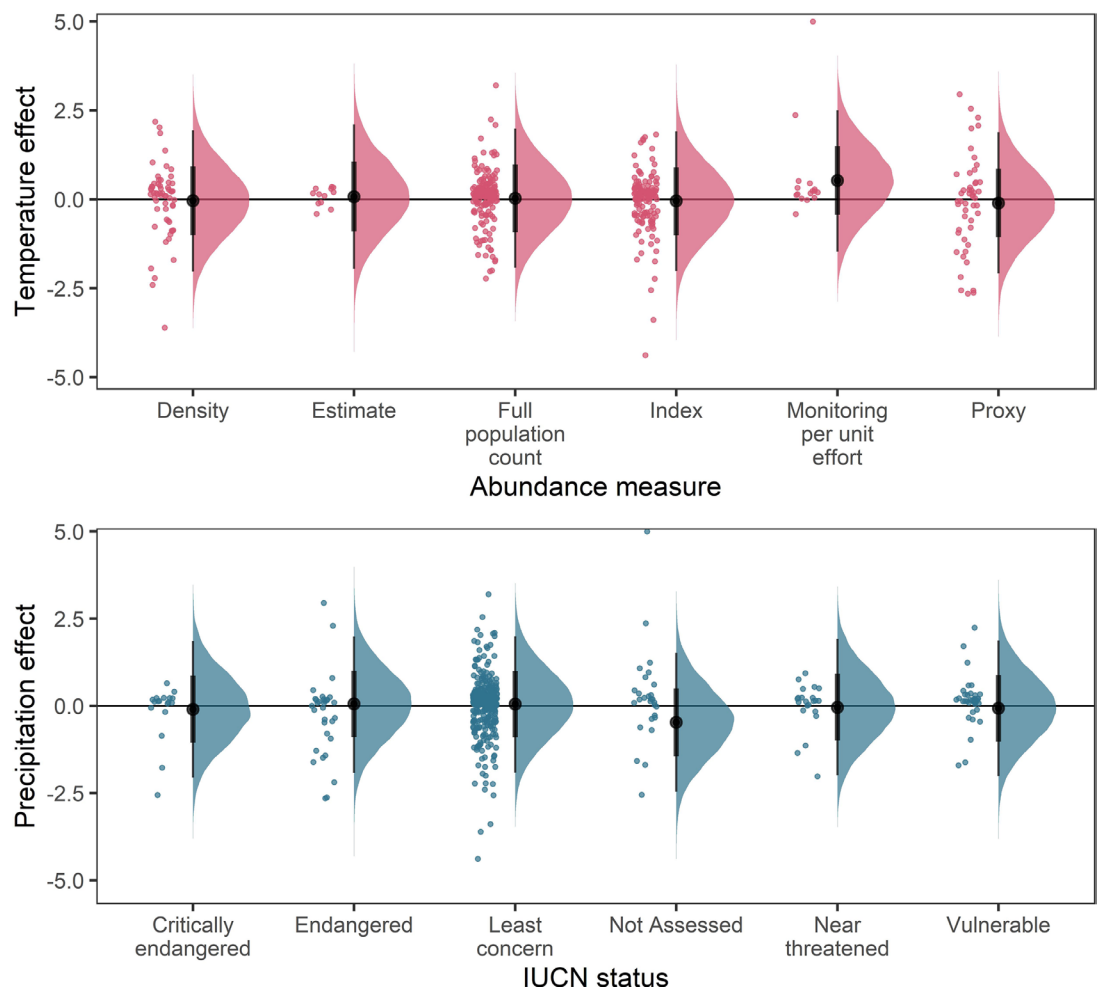 5.0
2.5
0.0
-2.5
-5.0
Temperature effect
Density
Estimate
Full
population
count
Index
Monitoring
per unit
effort
Proxy
Abundance measure
5.0
2.5
0.0
-2.5
-5.0
Precipitation effect
Critically
endangered
Endangered
Least
concern
Not Assessed
Near
threatened
Vulnerable
IUCN status